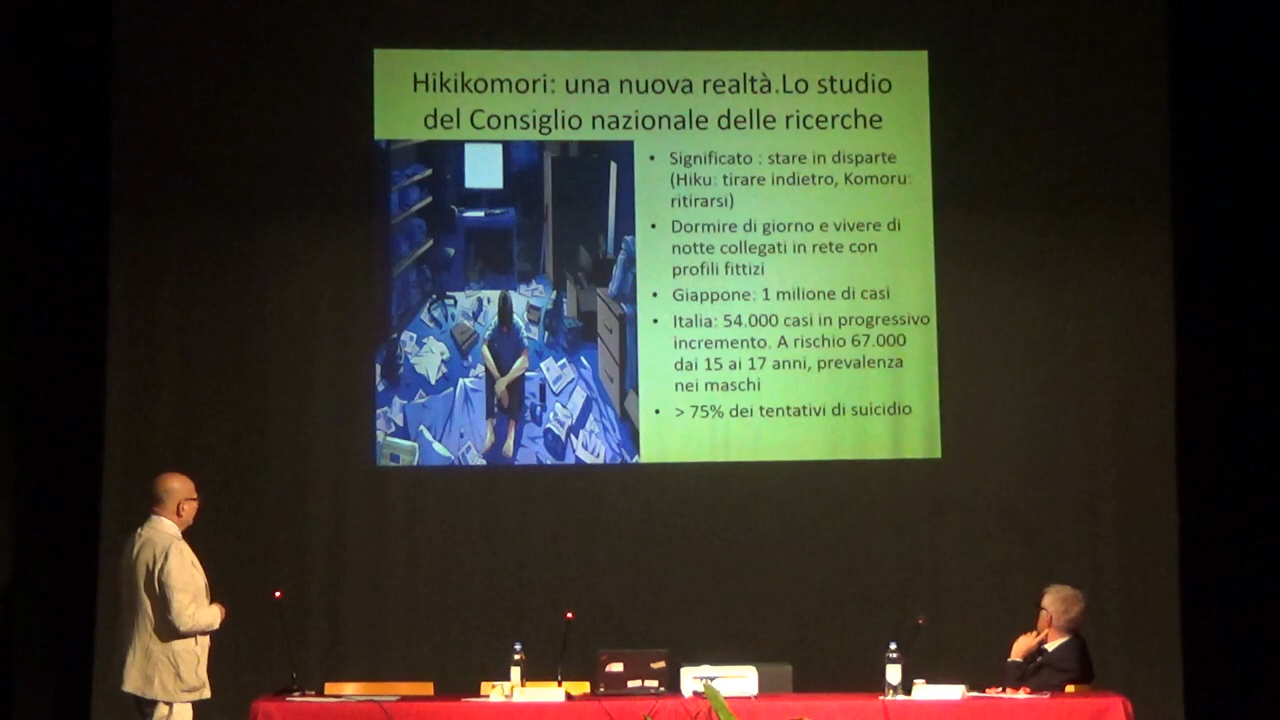 Hikikomori: una nuova realtà.Lo studio
del Consiglio nazionale delle ricerche
• Significato : stare in disparte
(Hiku: tirare indietro, Komoru:
ritirarsi)
• Dormire di giorno e vivere di
notte collegati in rete con
profili fittizi
• Giappone: 1 milione di casi
• Italia: 54.000 casi in progressivo
incremento. A rischio 67.000
dai 15 ai 17 anni, prevalenza
nei maschi
• > 75% dei tentativi di suicidio